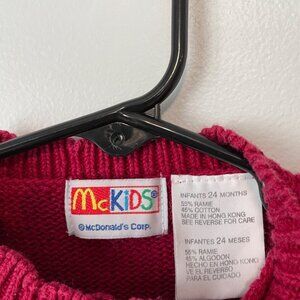 McKIDS®
© McDonald's Corp.
INFANTS 24 MONTHS
55% RAMIE
45% COTTON
MADE IN HONG KONG
SEE REVERSE FOR CARE
INFANTES 24 MESES
55% RAMIE
45% ALGODON
HECHO EN HONG KONG
VE EL REVERSO
PARA EL CUIDADO